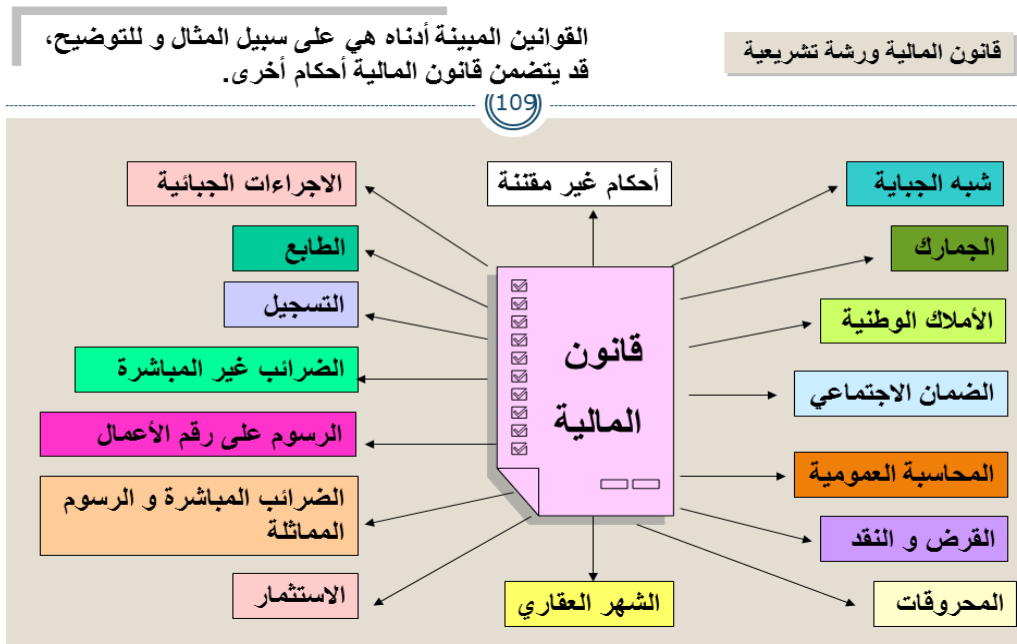 قانون المالية ورشة تشريعية
القوانين المبينة أدناه هي على سبيل المثال و للتوضيح،
قد يتضمن قانون المالية أحكام أخرى.
109
شبه الجباية
أحكام غير مقننة
الاجراءات الجبائية
الجمارك
الطابع
الأملاك الوطنية
التسجيل
قانون
المالية
الضمان الاجتماعي
الضرائب غير المباشرة
الرسوم على رقم الأعمال
المحاسبة العمومية
الضرائب المباشرة و الرسوم
المماثلة
القرض و النقد
المحروقات
الشهر العقاري
الاستثمار